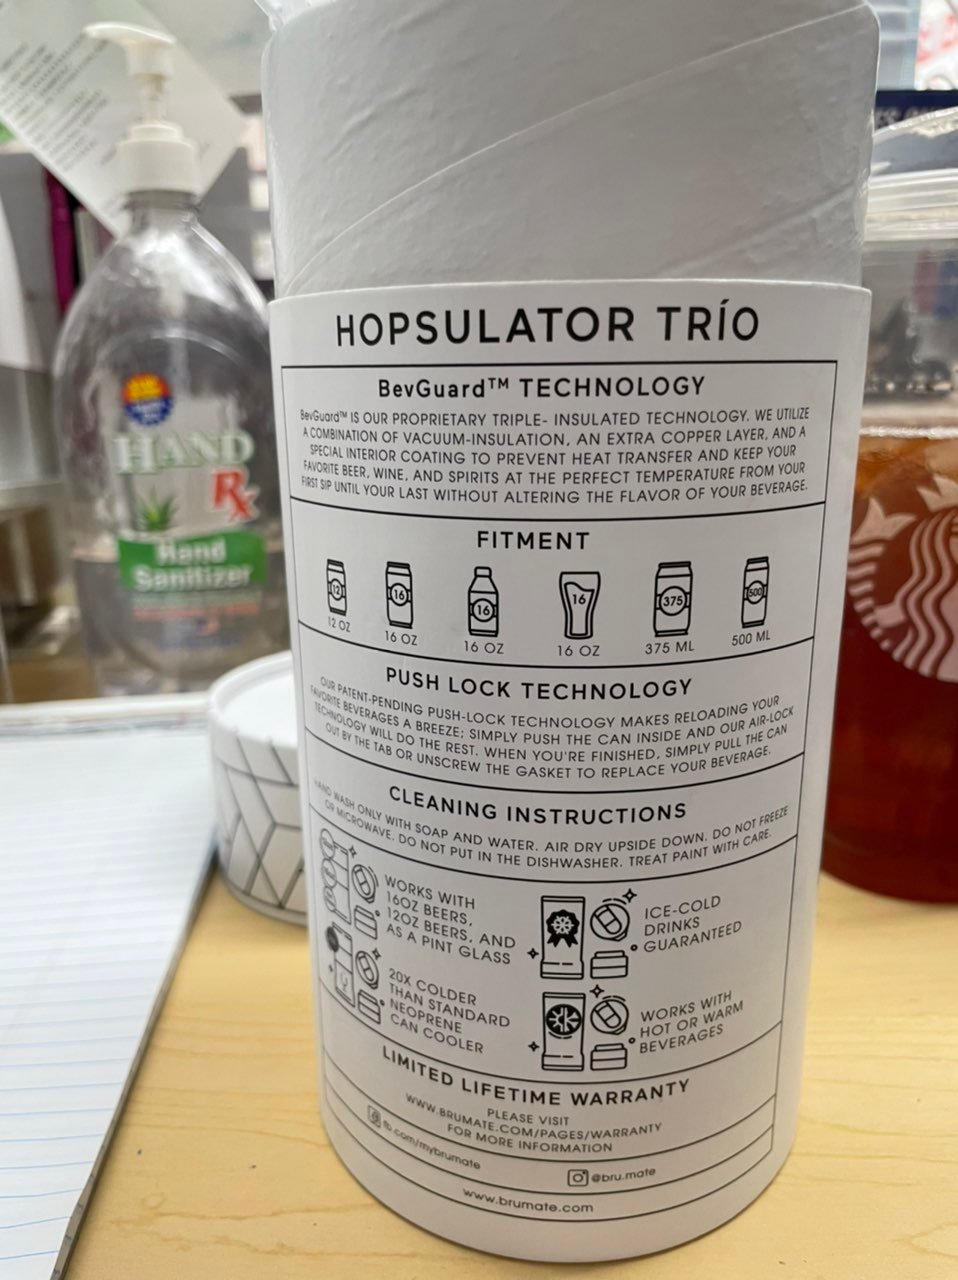 HOPSULATOR TRÍO
BevGuard™ TECHNOLOGY
BevGuard™ IS OUR PROPRIETARY TRIPLE- INSULATED TECHNOLOGY. WE UTILIZE
A COMBINATION OF VACUUM-INSULATION, AN EXTRA COPPER LAYER, AND A
SPECIAL INTERIOR COATING TO PREVENT HEAT TRANSFER AND KEEP YOUR
FAVORITE BEER, WINE, AND SPIRITS AT THE PERFECT TEMPERATURE FROM YOUR
FIRST SIP UNTIL YOUR LAST WITHOUT ALTERING THE FLAVOR OF YOUR BEVERAGE.
FITMENT
12 16 16 16 375 500
12 OZ 16 OZ 16 OZ 16 OZ 375 ML 500 ML
PUSH LOCK TECHNOLOGY
OUR PATENT-PENDING PUSH-LOCK TECHNOLOGY MAKES RELOADING YOUR
FAVORITE BEVERAGES A BREEZE; SIMPLY PUSH THE CAN INSIDE AND OUR AIR-LOCK
TECHNOLOGY WILL DO THE REST. WHEN YOU'RE FINISHED, SIMPLY PULL THE CAN
OUT BY THE TAB OR UNSCREW THE GASKET TO REPLACE YOUR BEVERAGE.
CLEANING INSTRUCTIONS
HAND WASH ONLY WITH SOAP AND WATER. AIR DRY UPSIDE DOWN. DO NOT FREEZE
OR MICROWAVE. DO NOT PUT IN THE DISHWASHER. TREAT PAINT WITH CARE.
WORKS WITH
16OZ BEERS,
12OZ BEERS, AND
AS A PINT GLASS
ICE-COLD
DRINKS
GUARANTEED
20X COLDER
THAN STANDARD
NEOPRENE
CAN COOLER
WORKS WITH
HOT OR WARM
BEVERAGES
LIMITED LIFETIME WARRANTY
PLEASE VISIT
WWW.BRUMATE.COM/PAGES/WARRANTY
FOR MORE INFORMATION
fb.com/mybrumate
@bru.mate
www.brumate.com
HAND
Rx
Hand
Sanitizer